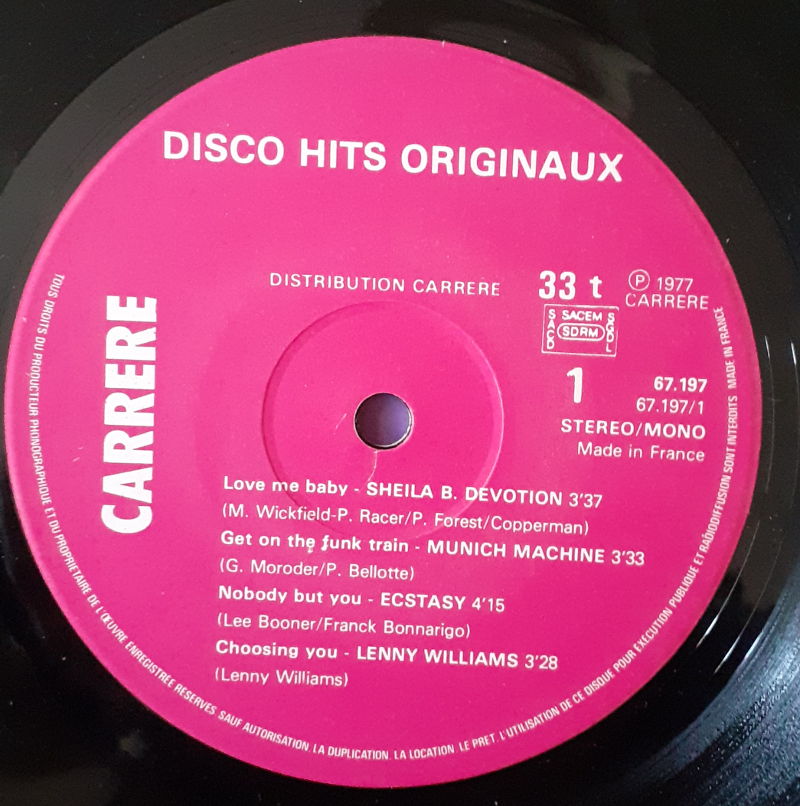 DISCO HITS ORIGINAUX
DISTRIBUTION CARRERE
33 t
Ⓟ 1977
CARRERE
SACEM
SACD
SDRM
SGDL
1
67.197
67.197/1
STEREO/MONO
Made in France
CARRERE
Love me baby - SHEILA B. DEVOTION 3'37
(M. Wickfield-P. Racer/P. Forest/Copperman)
Get on the funk train - MUNICH MACHINE 3'33
(G. Moroder/P. Bellotte)
Nobody but you - ECSTASY 4'15
(Lee Booner/Franck Bonnarigo)
Choosing you - LENNY WILLIAMS 3'28
(Lenny Williams)
TOUS DROITS DU PRODUCTEUR PHONOGRAPHIQUE ET DU PROPRIETAIRE DE L'ŒUVRE ENREGISTREE RESERVES. SAUF AUTORISATION, LA DUPLICATION, LA LOCATION, LE PRET, L'UTILISATION DE CE DISQUE POUR EXECUTION PUBLIQUE ET RADIODIFFUSION SONT INTERDITS MADE IN FRANCE